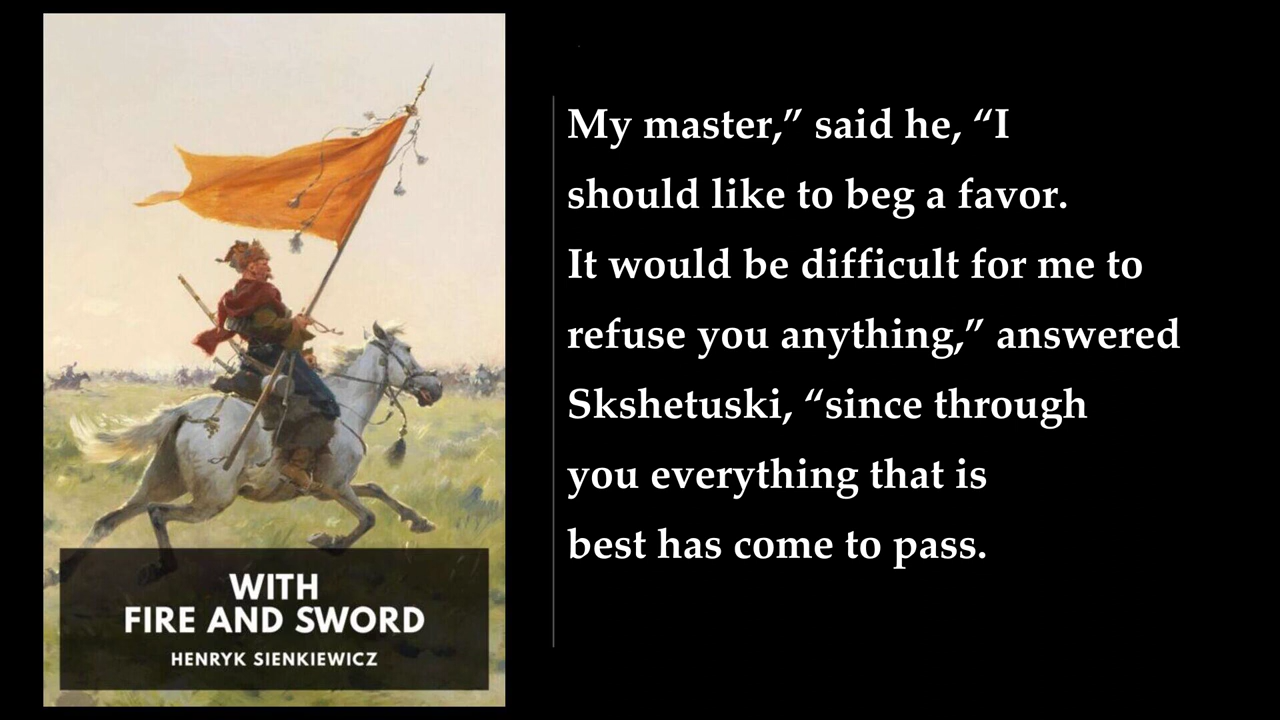 WITH
FIRE AND SWORD
HENRYK SIENKIEWICZ
My master,” said he, “I
should like to beg a favor.
It would be difficult for me to
refuse you anything,” answered
Skshetuski, “since through
you everything that is
best has come to pass.